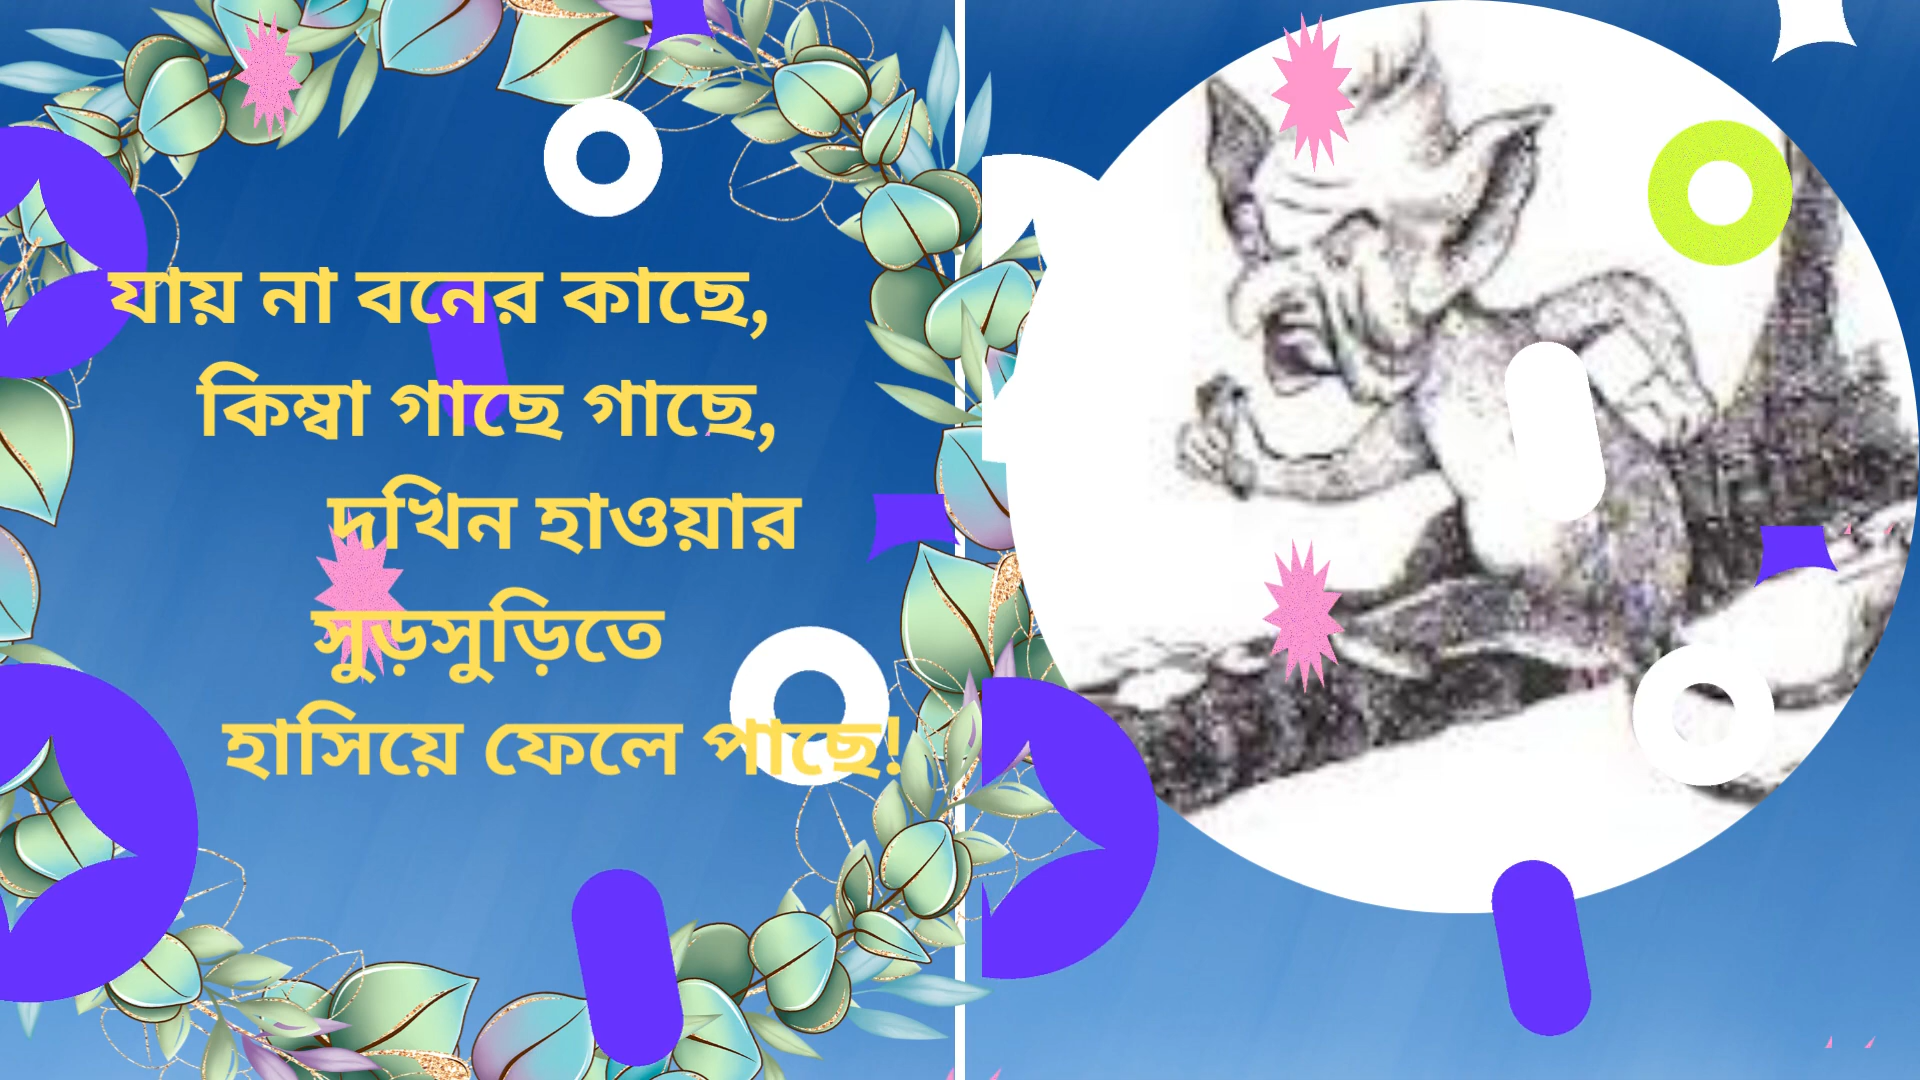 যায় না বনের কাছে,
কিম্বা গাছে গাছে,
দখিন হাওয়ার
সুড়সুড়িতে
হাসিয়ে ফেলে পাছে!